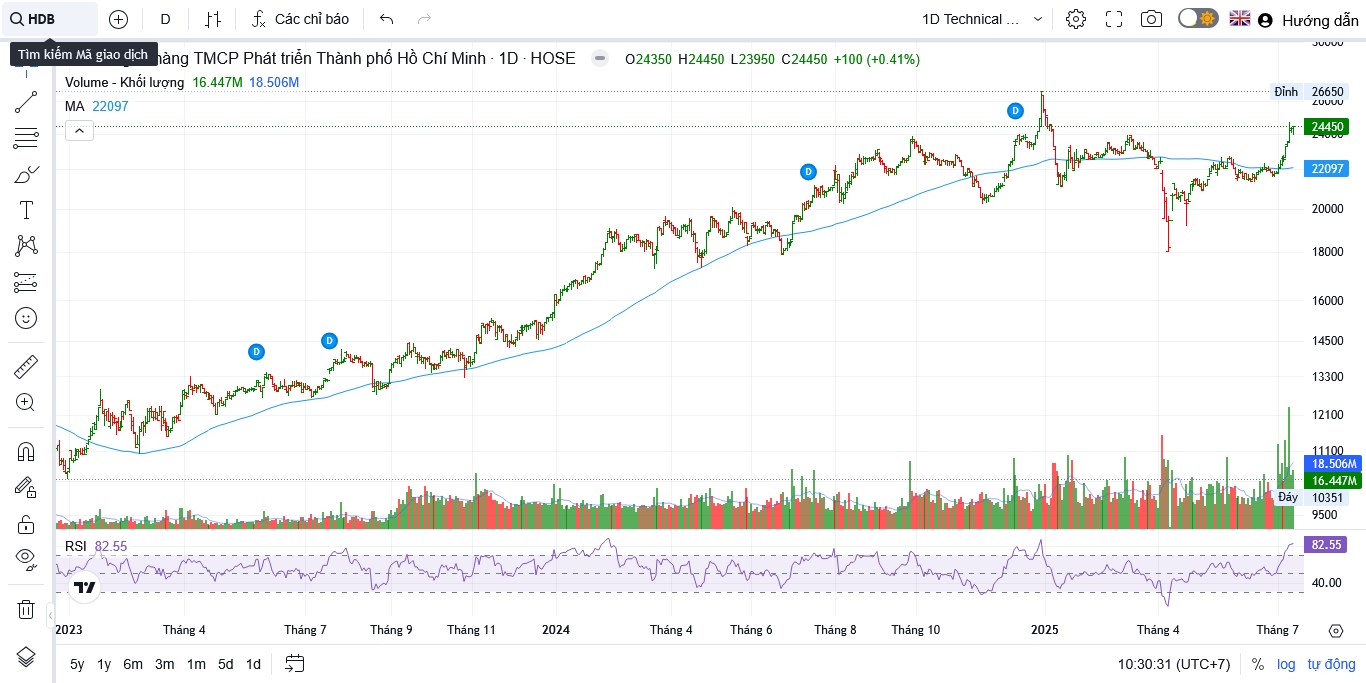 HDB D Các chỉ báo 1D Technical ... Hướng dẫn
Tìm kiếm Mã giao dịch
hàng TMCP Phát triển Thành phố Hồ Chí Minh · 1D · HOSE O24350 H24450 L23950 C24450 +100 (+0.41%)
Volume - Khối lượng 16.447M 18.506M
MA 22097
Đỉnh 26650
26000
24450
24000
22097
20000
18000
16000
14500
13300
12100
11100
18.506M
16.447M
Đáy 10351
9500
D
D
D
D
RSI 82.55
82.55
40.00
2023 Tháng 4 Tháng 7 Tháng 9 Tháng 11 2024 Tháng 4 Tháng 6 Tháng 8 Tháng 10 2025 Tháng 4 Tháng 7
5y 1y 6m 3m 1m 5d 1d 10:30:31 (UTC+7) % log tự động